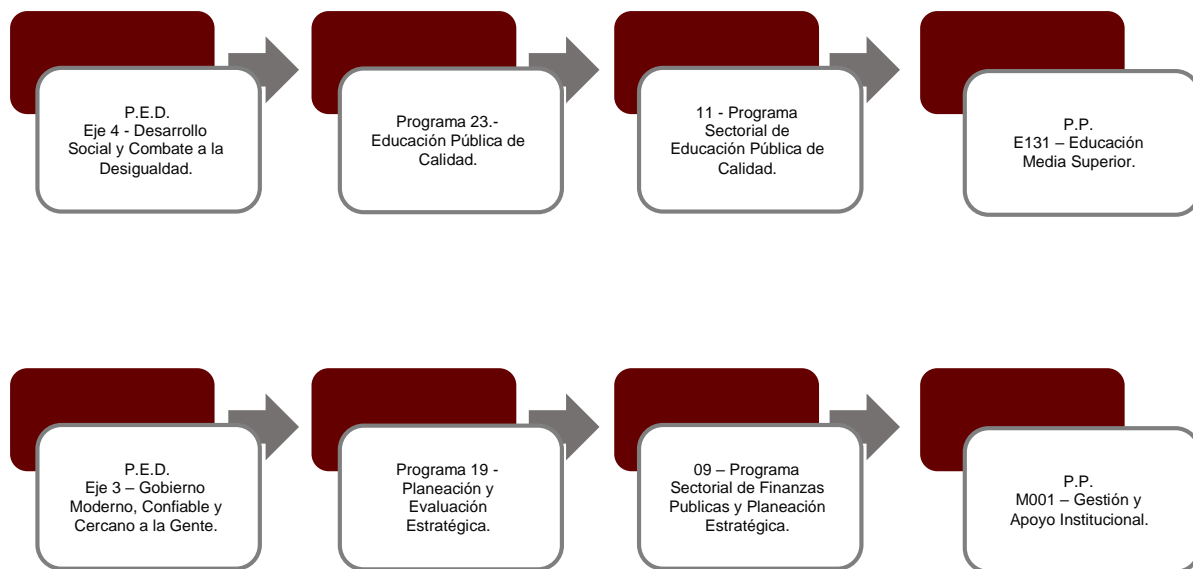 P.E.D.
Eje 4 - Desarrollo
Social y Combate a la
Desigualdad.
Programa 23.-
Educación Pública de
Calidad.
11 - Programa
Sectorial de
Educación Pública de
Calidad.
P.P.
E131 – Educación
Media Superior.
P.E.D.
Eje 3 – Gobierno
Moderno, Confiable y
Cercano a la Gente.
Programa 19 -
Planeación y
Evaluación
Estratégica.
09 – Programa
Sectorial de Finanzas
Publicas y Planeación
Estratégica.
P.P.
M001 – Gestión y
Apoyo Institucional.